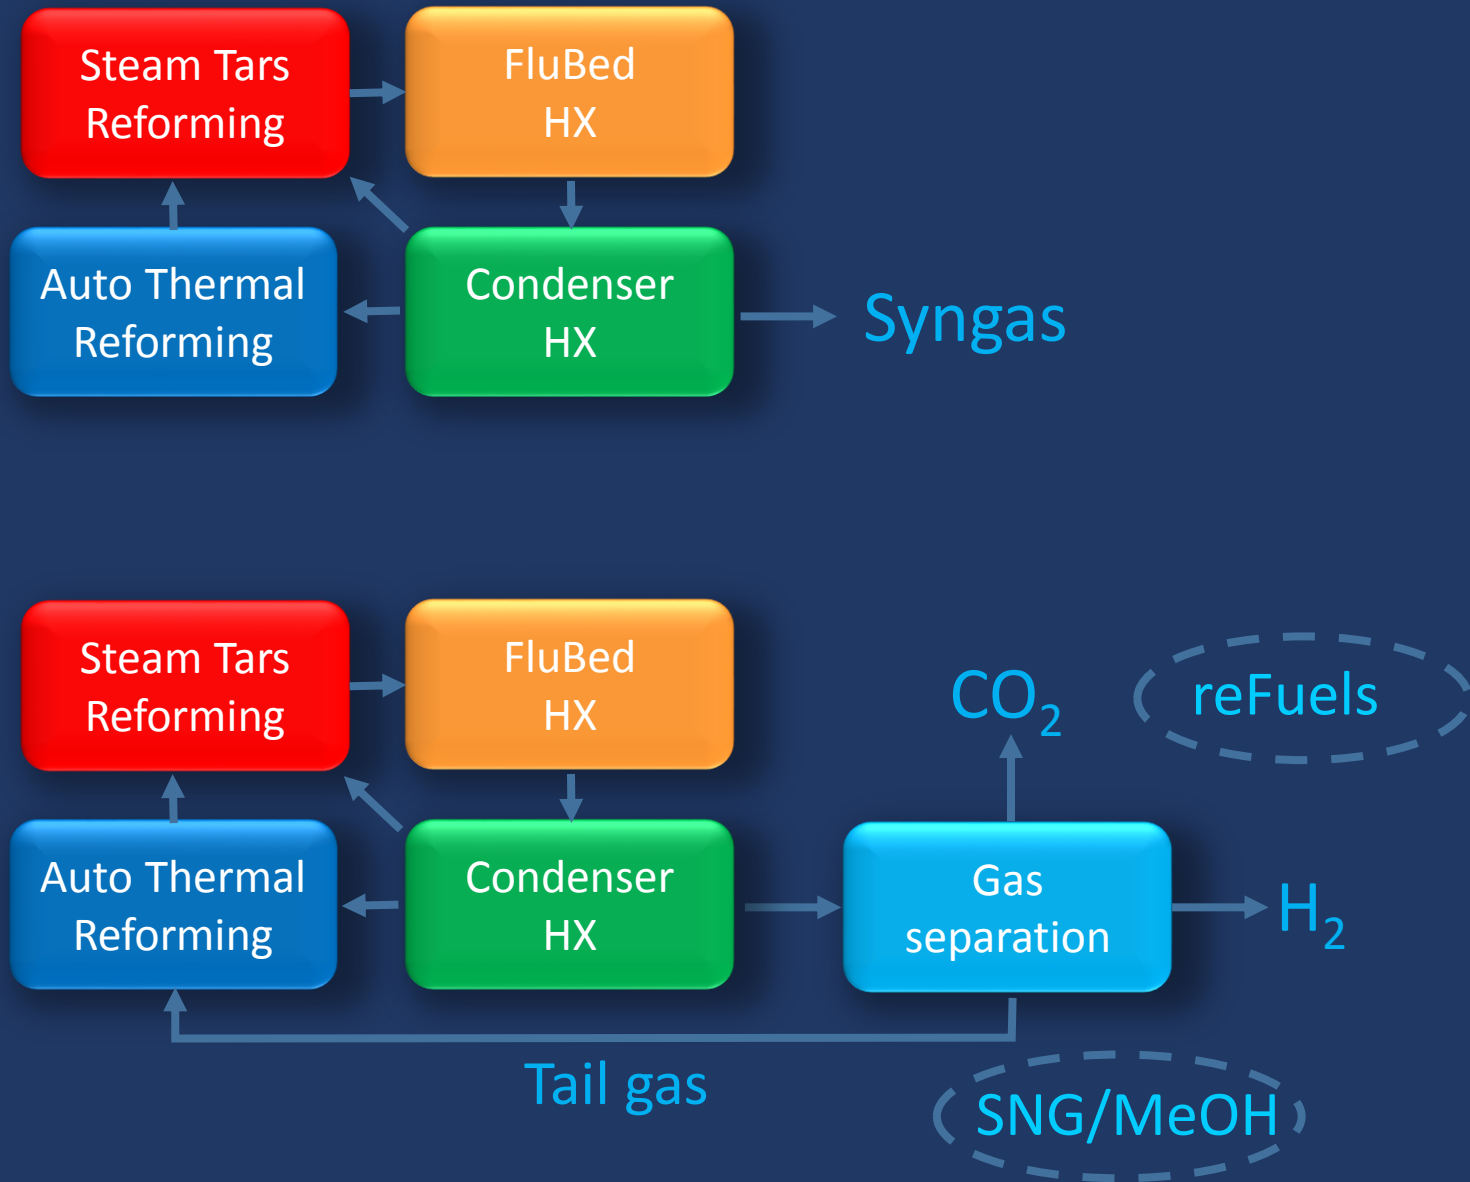 Steam Tars
Reforming
FluBed
HX
Auto Thermal
Reforming
Condenser
HX
Syngas
Steam Tars
Reforming
FluBed
HX
CO₂
reFuels
Auto Thermal
Reforming
Condenser
HX
Gas
separation
H₂
Tail gas
SNG/MeOH